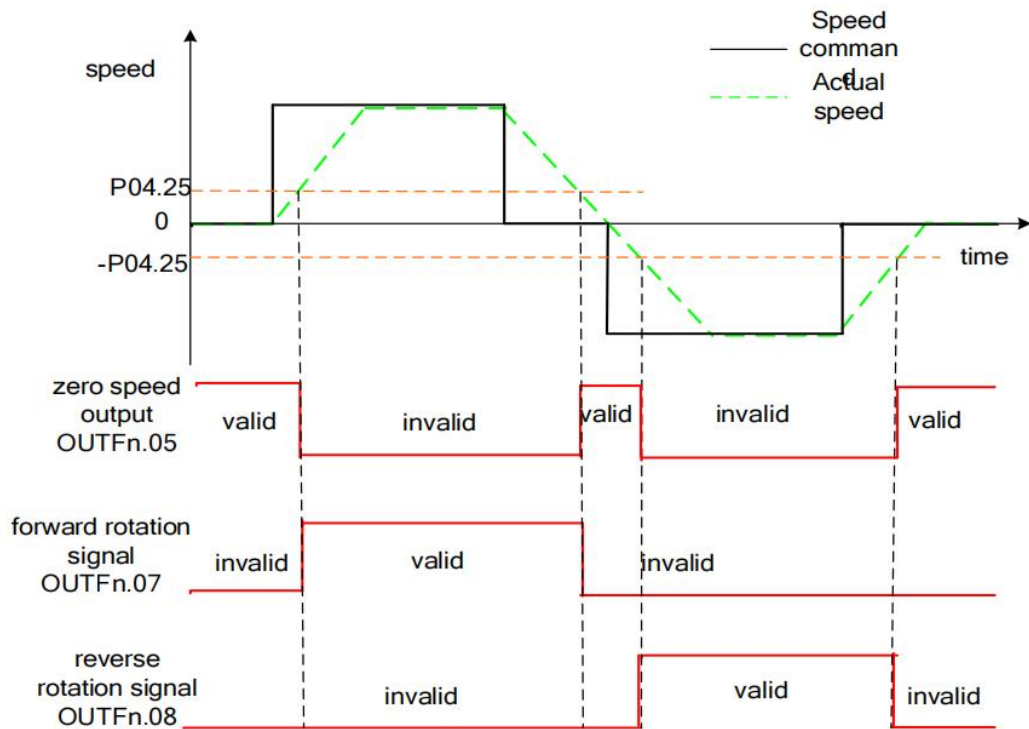 Speed
comman
d
Actual
speed
speed
P04.25
0
-P04.25
time
zero speed
output
OUTFn.05
valid
invalid
valid
invalid
valid
forward rotation
signal
OUTFn.07
invalid
valid
invalid
reverse
rotation signal
OUTFn.08
invalid
valid
invalid